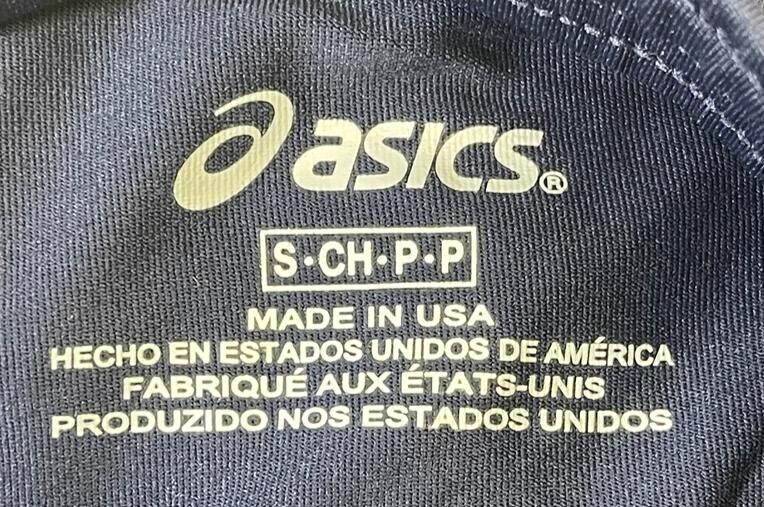 asics®
S·CH·P·P
MADE IN USA
HECHO EN ESTADOS UNIDOS DE AMÉRICA
FABRIQUÉ AUX ÉTATS-UNIS
PRODUZIDO NOS ESTADOS UNIDOS